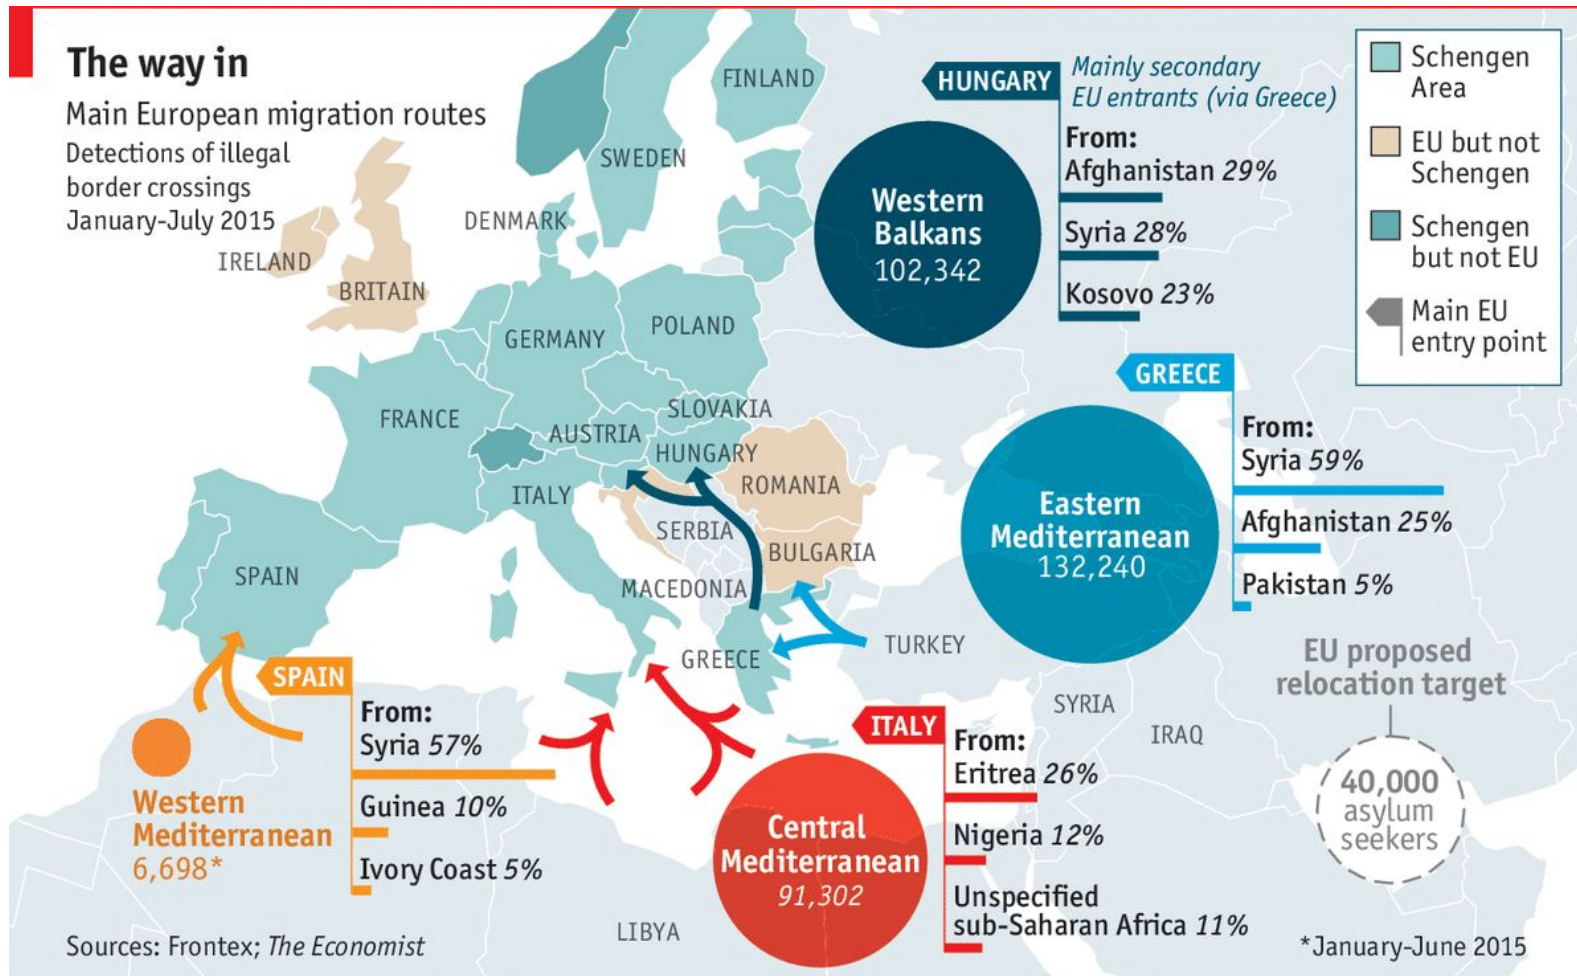 The way in
Main European migration routes
Detections of illegal
border crossings
January-July 2015
FINLAND
SWEDEN
DENMARK
IRELAND
BRITAIN
GERMANY
POLAND
FRANCE
SLOVAKIA
AUSTRIA
HUNGARY
ITALY
ROMANIA
SERBIA
BULGARIA
SPAIN
MACEDONIA
GREECE
TURKEY
SYRIA
IRAQ
LIBYA
HUNGARY
Mainly secondary
EU entrants (via Greece)
Western
Balkans
102,342
From:
Afghanistan 29%
Syria 28%
Kosovo 23%
Schengen
Area
EU but not
Schengen
Schengen
but not EU
Main EU
entry point
GREECE
Eastern
Mediterranean
132,240
From:
Syria 59%
Afghanistan 25%
Pakistan 5%
SPAIN
Western
Mediterranean
6,698*
From:
Syria 57%
Guinea 10%
Ivory Coast 5%
ITALY
Central
Mediterranean
91,302
From:
Eritrea 26%
Nigeria 12%
Unspecified
sub-Saharan Africa 11%
EU proposed
relocation target
40,000
asylum
seekers
Sources: Frontex; The Economist
*January-June 2015